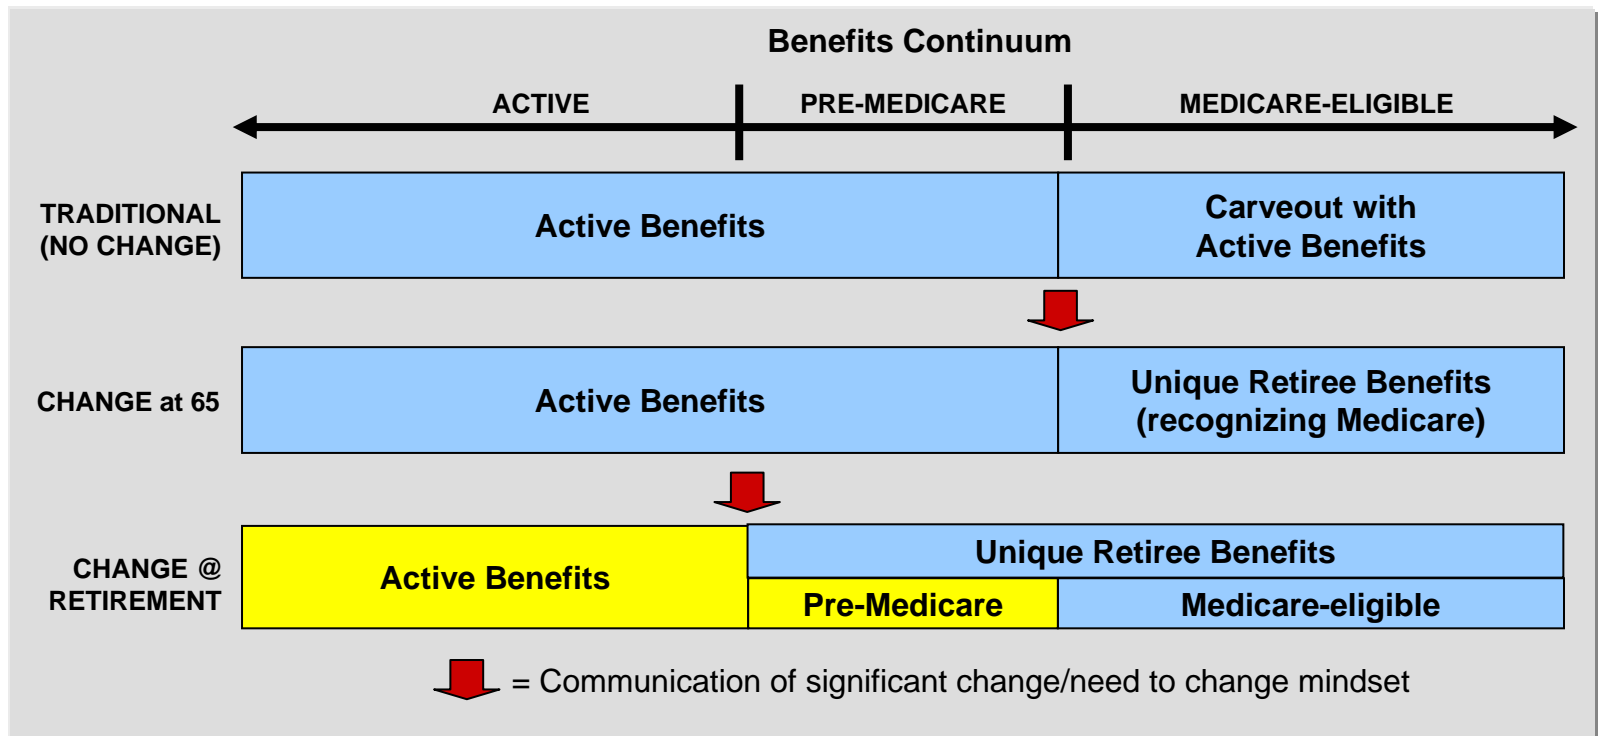 Benefits Continuum
ACTIVE
PRE-MEDICARE
MEDICARE-ELIGIBLE
TRADITIONAL
(NO CHANGE)
Active Benefits
Carveout with
Active Benefits
CHANGE at 65
Active Benefits
Unique Retiree Benefits
(recognizing Medicare)
CHANGE @
RETIREMENT
Active Benefits
Unique Retiree Benefits
Pre-Medicare
Medicare-eligible
= Communication of significant change/need to change mindset